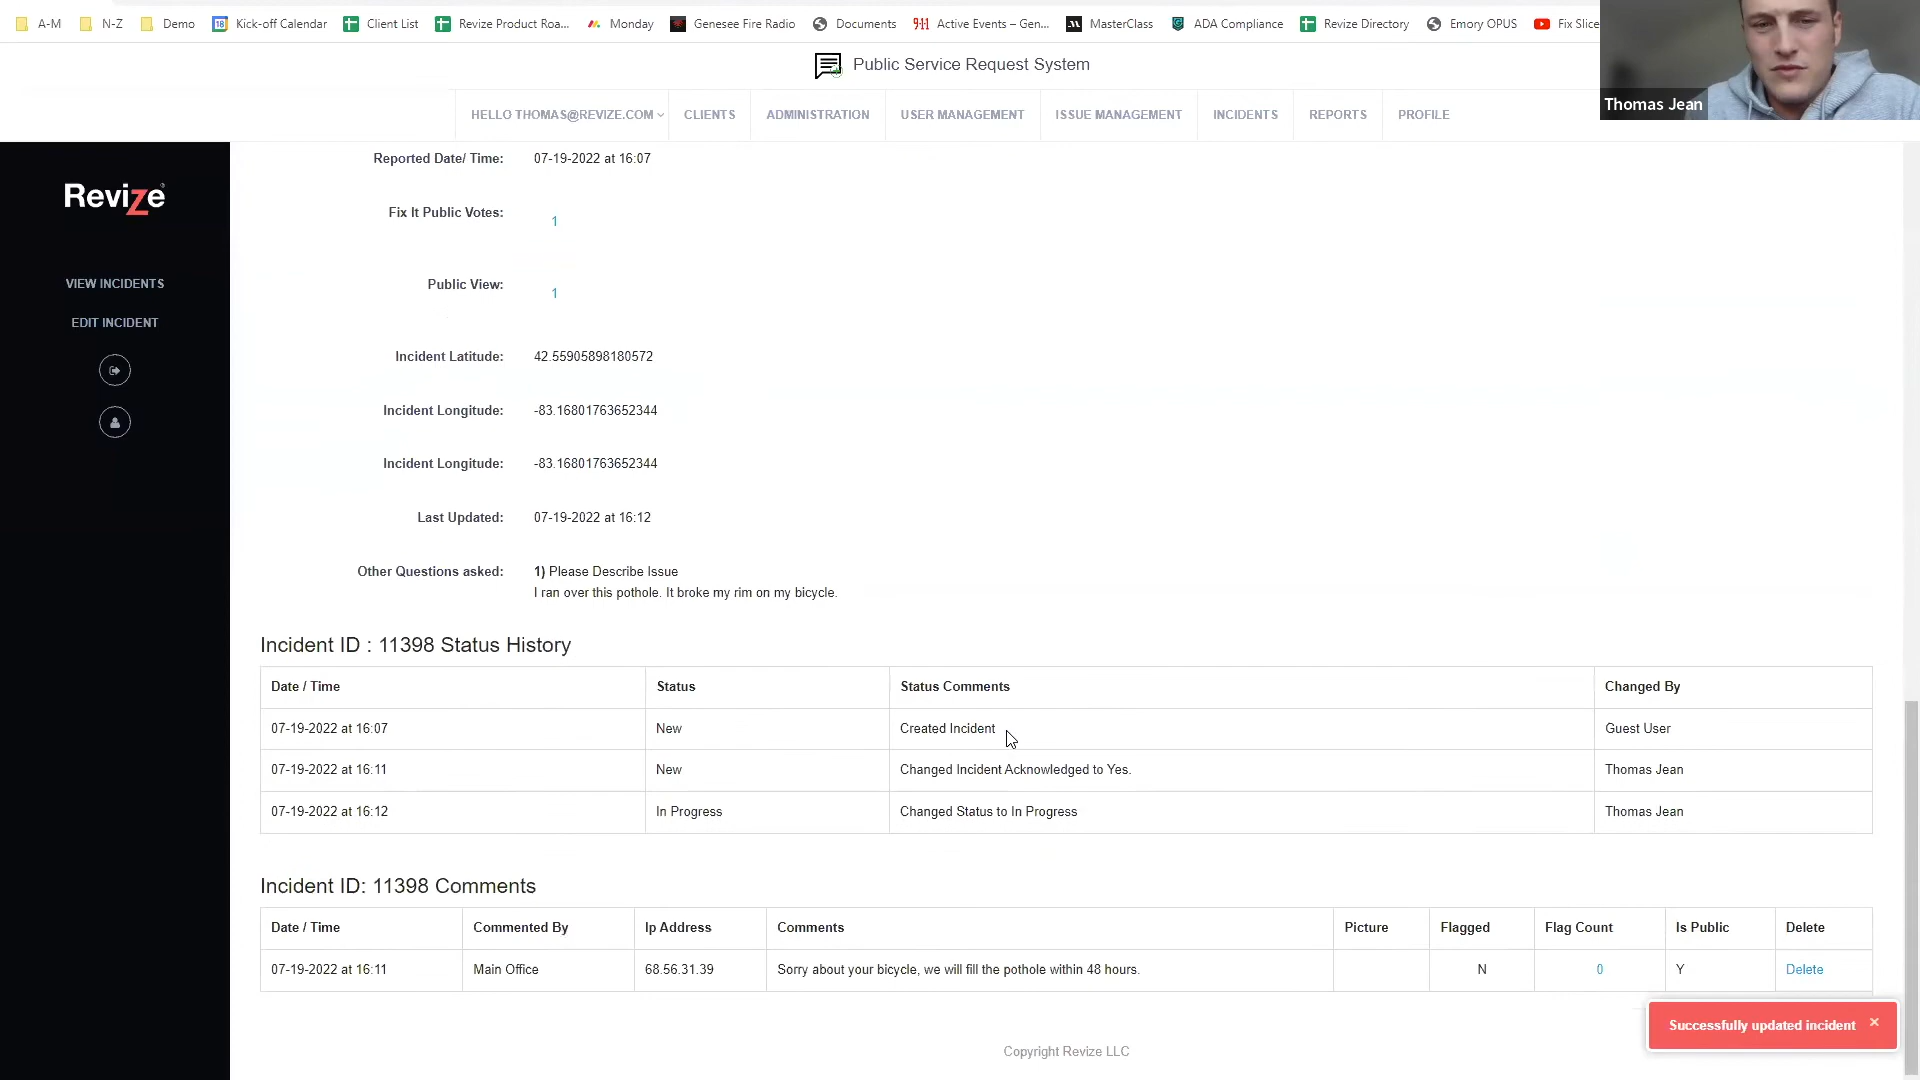 A-M N-Z Demo Kick-off Calendar Client List Revize Product Roa... Monday Genesee Fire Radio Documents Active Events – Gen... MasterClass ADA Compliance Revize Directory Emory OPUS Fix Slice
Public Service Request System
Thomas Jean
HELLO THOMAS@REVIZE.COM CLIENTS ADMINISTRATION USER MANAGEMENT ISSUE MANAGEMENT INCIDENTS REPORTS PROFILE
Revize
VIEW INCIDENTS
EDIT INCIDENT
Reported Date/ Time: 07-19-2022 at 16:07
Fix It Public Votes: 1
Public View: 1
Incident Latitude: 42.55905898180572
Incident Longitude: -83.16801763652344
Incident Longitude: -83.16801763652344
Last Updated: 07-19-2022 at 16:12
Other Questions asked: 1) Please Describe Issue
I ran over this pothole. It broke my rim on my bicycle.
Incident ID : 11398 Status History
Date / Time Status Status Comments Changed By
07-19-2022 at 16:07 New Created Incident Guest User
07-19-2022 at 16:11 New Changed Incident Acknowledged to Yes. Thomas Jean
07-19-2022 at 16:12 In Progress Changed Status to In Progress Thomas Jean
Incident ID: 11398 Comments
Date / Time Commented By Ip Address Comments Picture Flagged Flag Count Is Public Delete
07-19-2022 at 16:11 Main Office 68.56.31.39 Sorry about your bicycle, we will fill the pothole within 48 hours. N 0 Y Delete
Successfully updated incident ×
Copyright Revize LLC